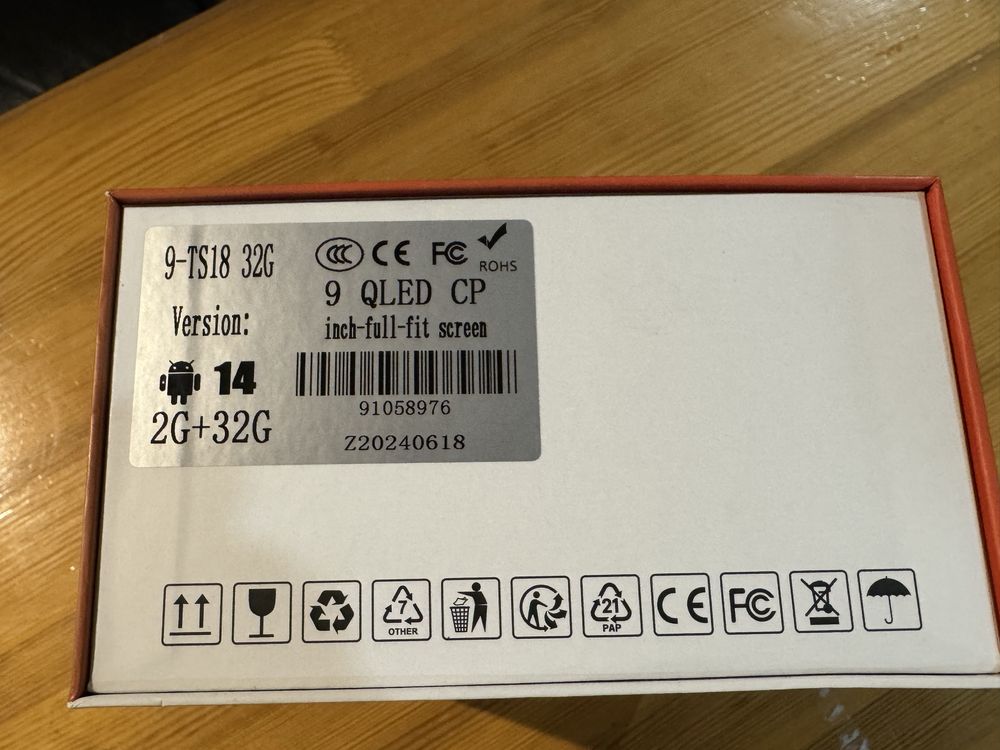 9-TS18 32G
CCC CE FC ROHS
9 QLED CP
Version:
inch-full-fit screen
14
91058976
2G+32G
Z20240618
7
OTHER
21
PAP
CE
FC